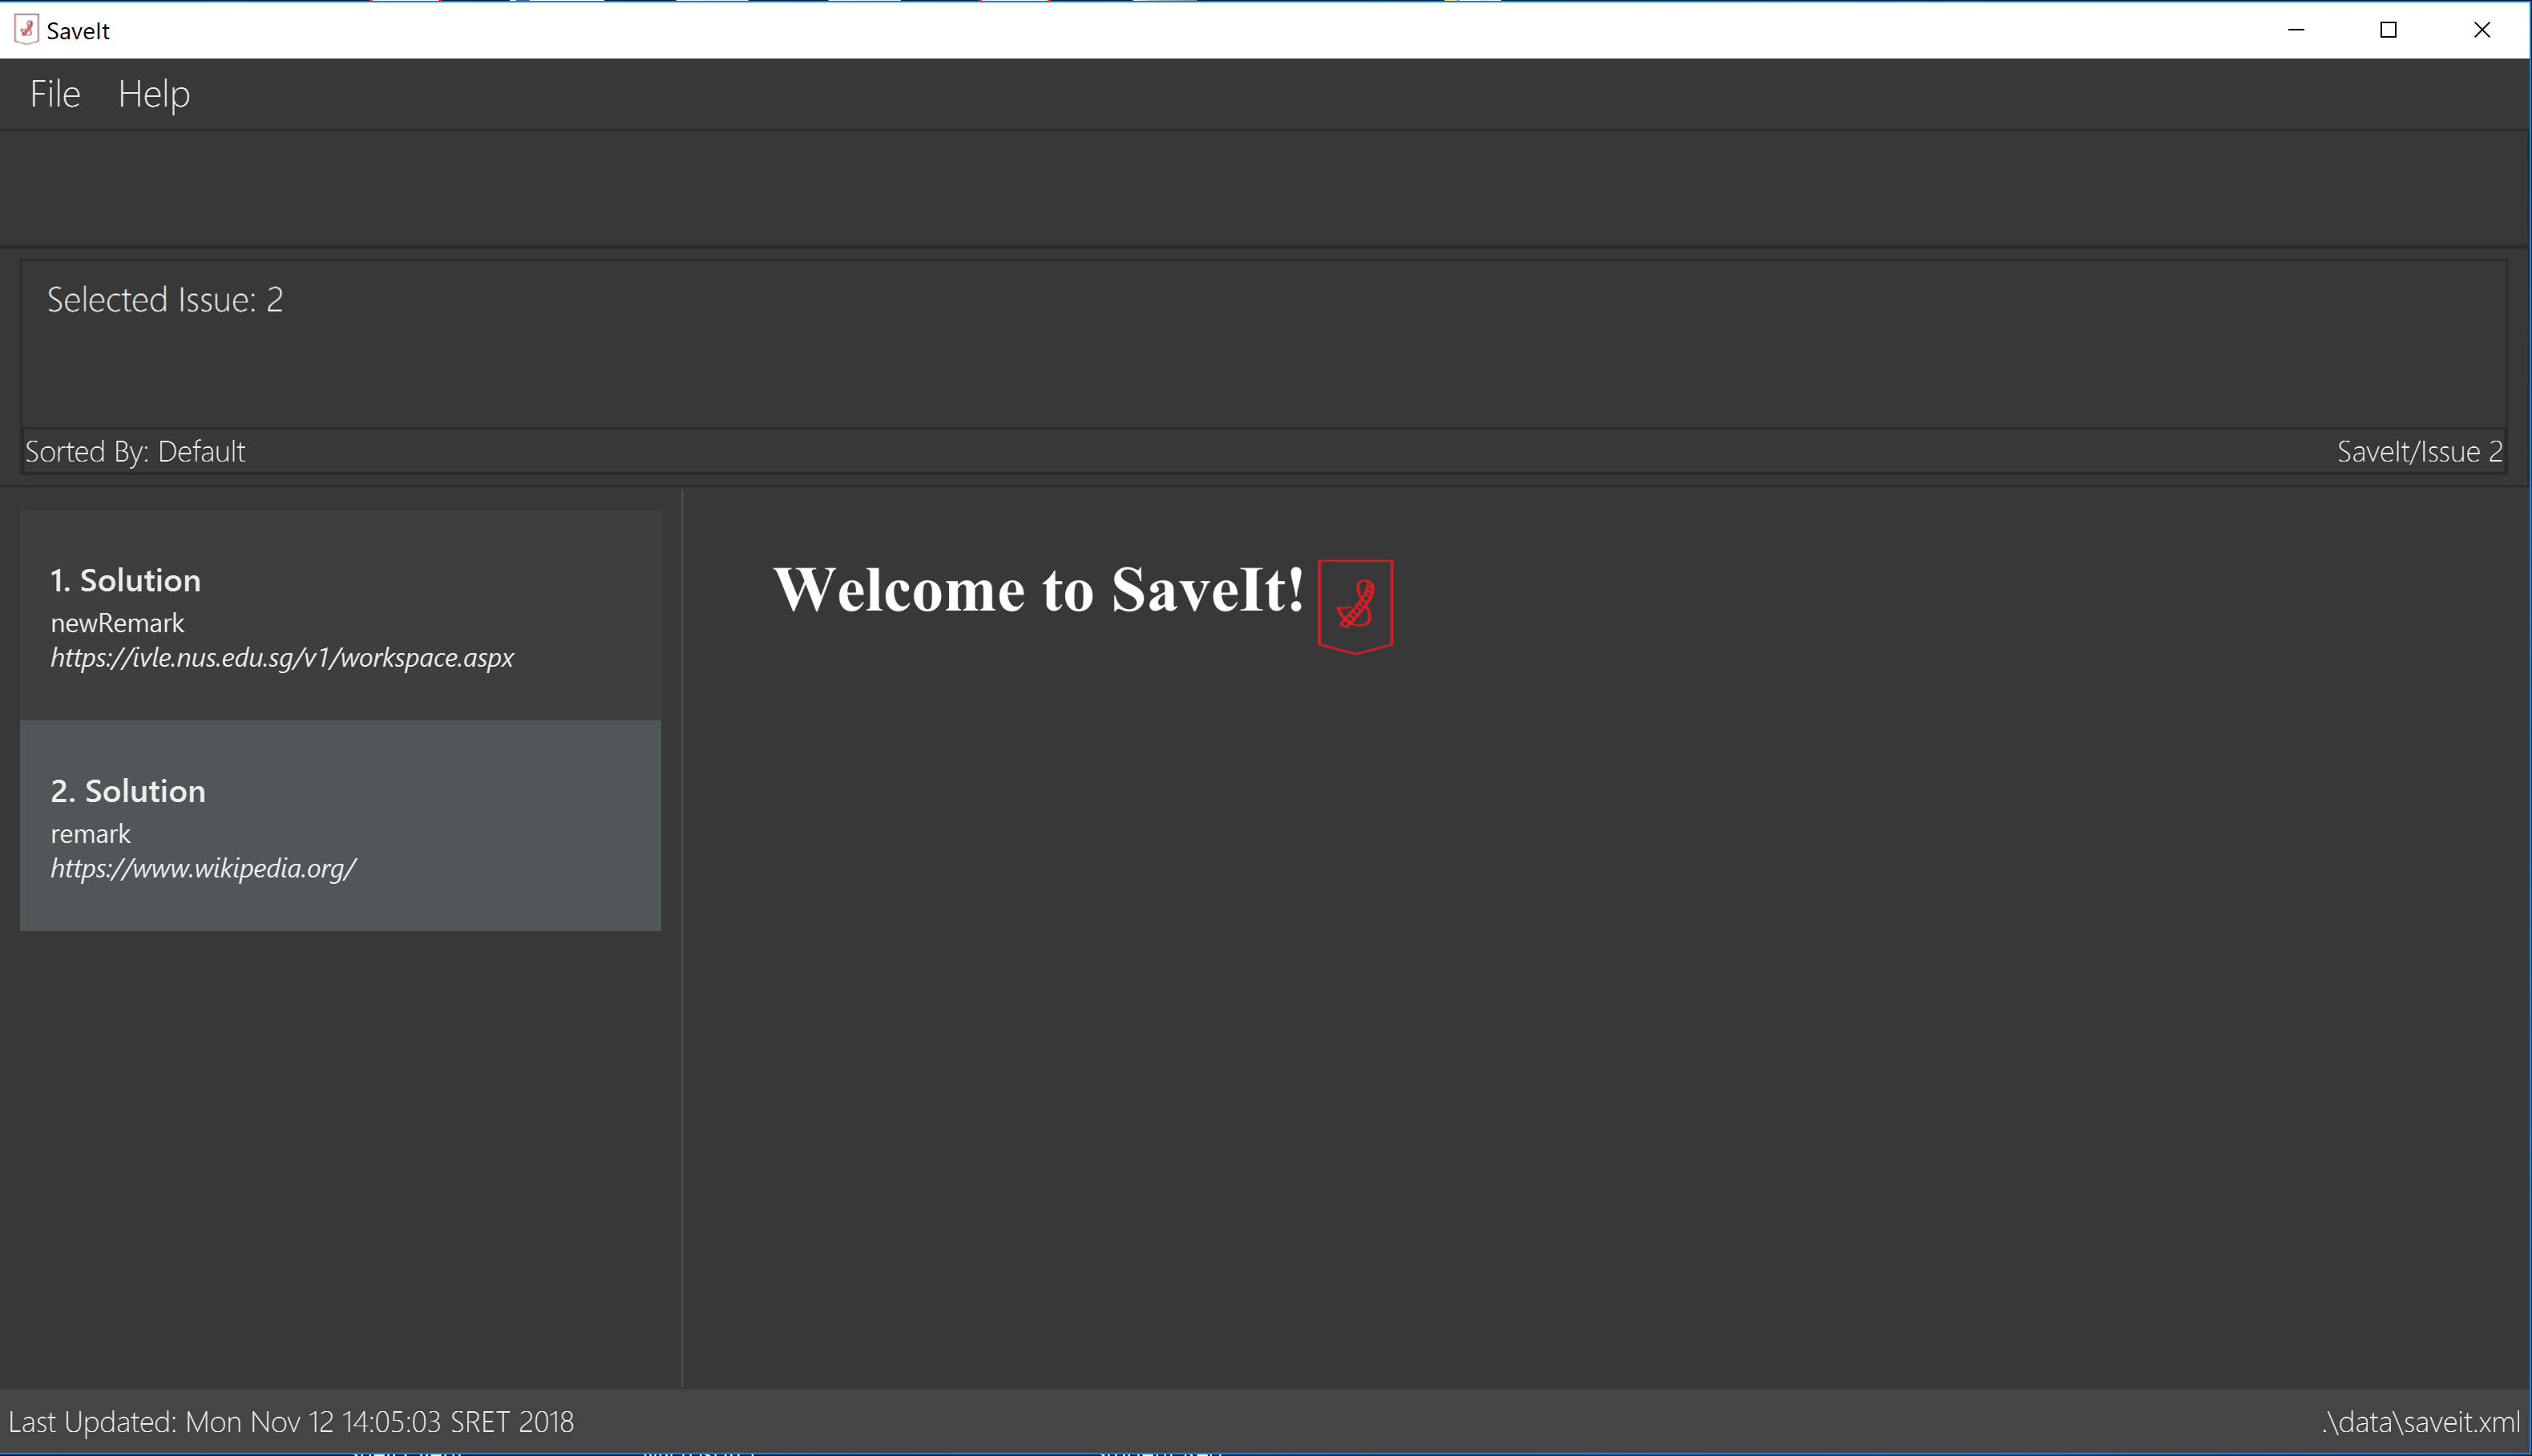 SaveIt
File Help
Selected Issue: 2
Sorted By: Default
SaveIt/Issue 2
1. Solution
newRemark
https://ivle.nus.edu.sg/v1/workspace.aspx
2. Solution
remark
https://www.wikipedia.org/
Welcome to SaveIt!
Last Updated: Mon Nov 12 14:05:03 SRET 2018
.\data\saveit.xml